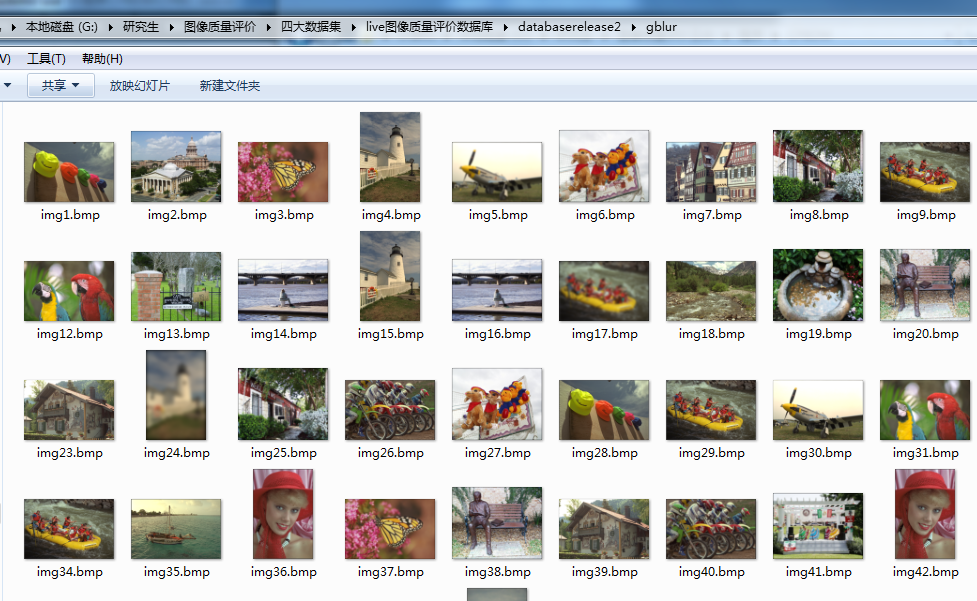 本地磁盘 (G:) 研究生 图像质量评价 四大数据集 live图像质量评价数据库 databaserelease2 gblur
V) 工具(T) 帮助(H)
共享 放映幻灯片 新建文件夹
img1.bmp img2.bmp img3.bmp img4.bmp img5.bmp img6.bmp img7.bmp img8.bmp img9.bmp
img12.bmp img13.bmp img14.bmp img15.bmp img16.bmp img17.bmp img18.bmp img19.bmp img20.bmp
img23.bmp img24.bmp img25.bmp img26.bmp img27.bmp img28.bmp img29.bmp img30.bmp img31.bmp
img34.bmp img35.bmp img36.bmp img37.bmp img38.bmp img39.bmp img40.bmp img41.bmp img42.bmp